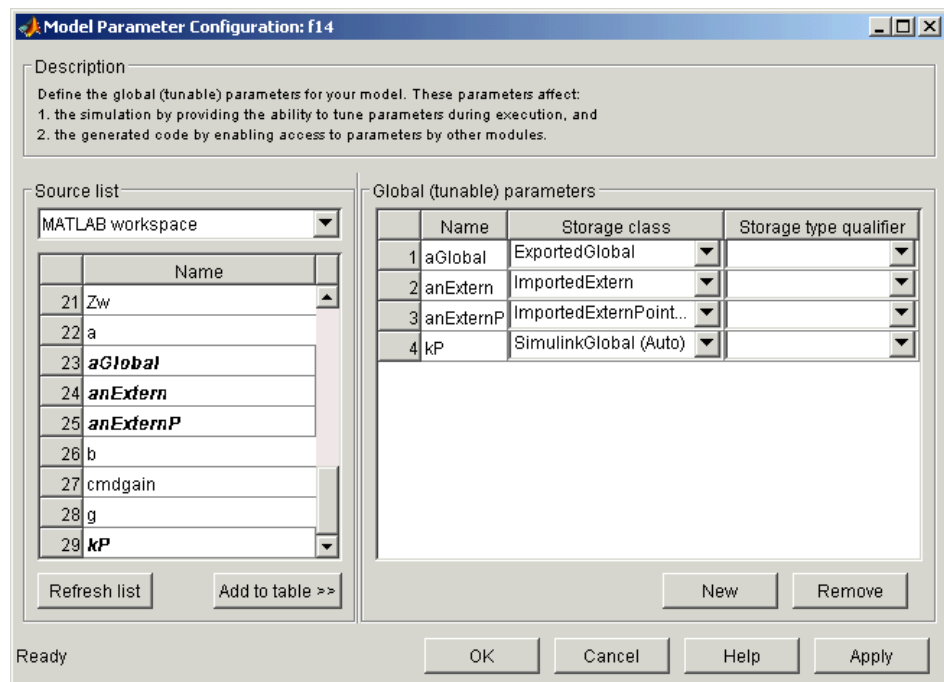 Model Parameter Configuration: f14
Description
Define the global (tunable) parameters for your model. These parameters affect:
1. the simulation by providing the ability to tune parameters during execution, and
2. the generated code by enabling access to parameters by other modules.
Source list
MATLAB workspace
Name
21 Zw
22 a
23 aGlobal
24 anExtern
25 anExternP
26 b
27 cmdgain
28 g
29 kP
Refresh list Add to table >>
Global (tunable) parameters
Name Storage class Storage type qualifier
1 aGlobal ExportedGlobal
2 anExtern ImportedExtern
3 anExternP ImportedExternPoint...
4 kP SimulinkGlobal (Auto)
New Remove
Ready OK Cancel Help Apply